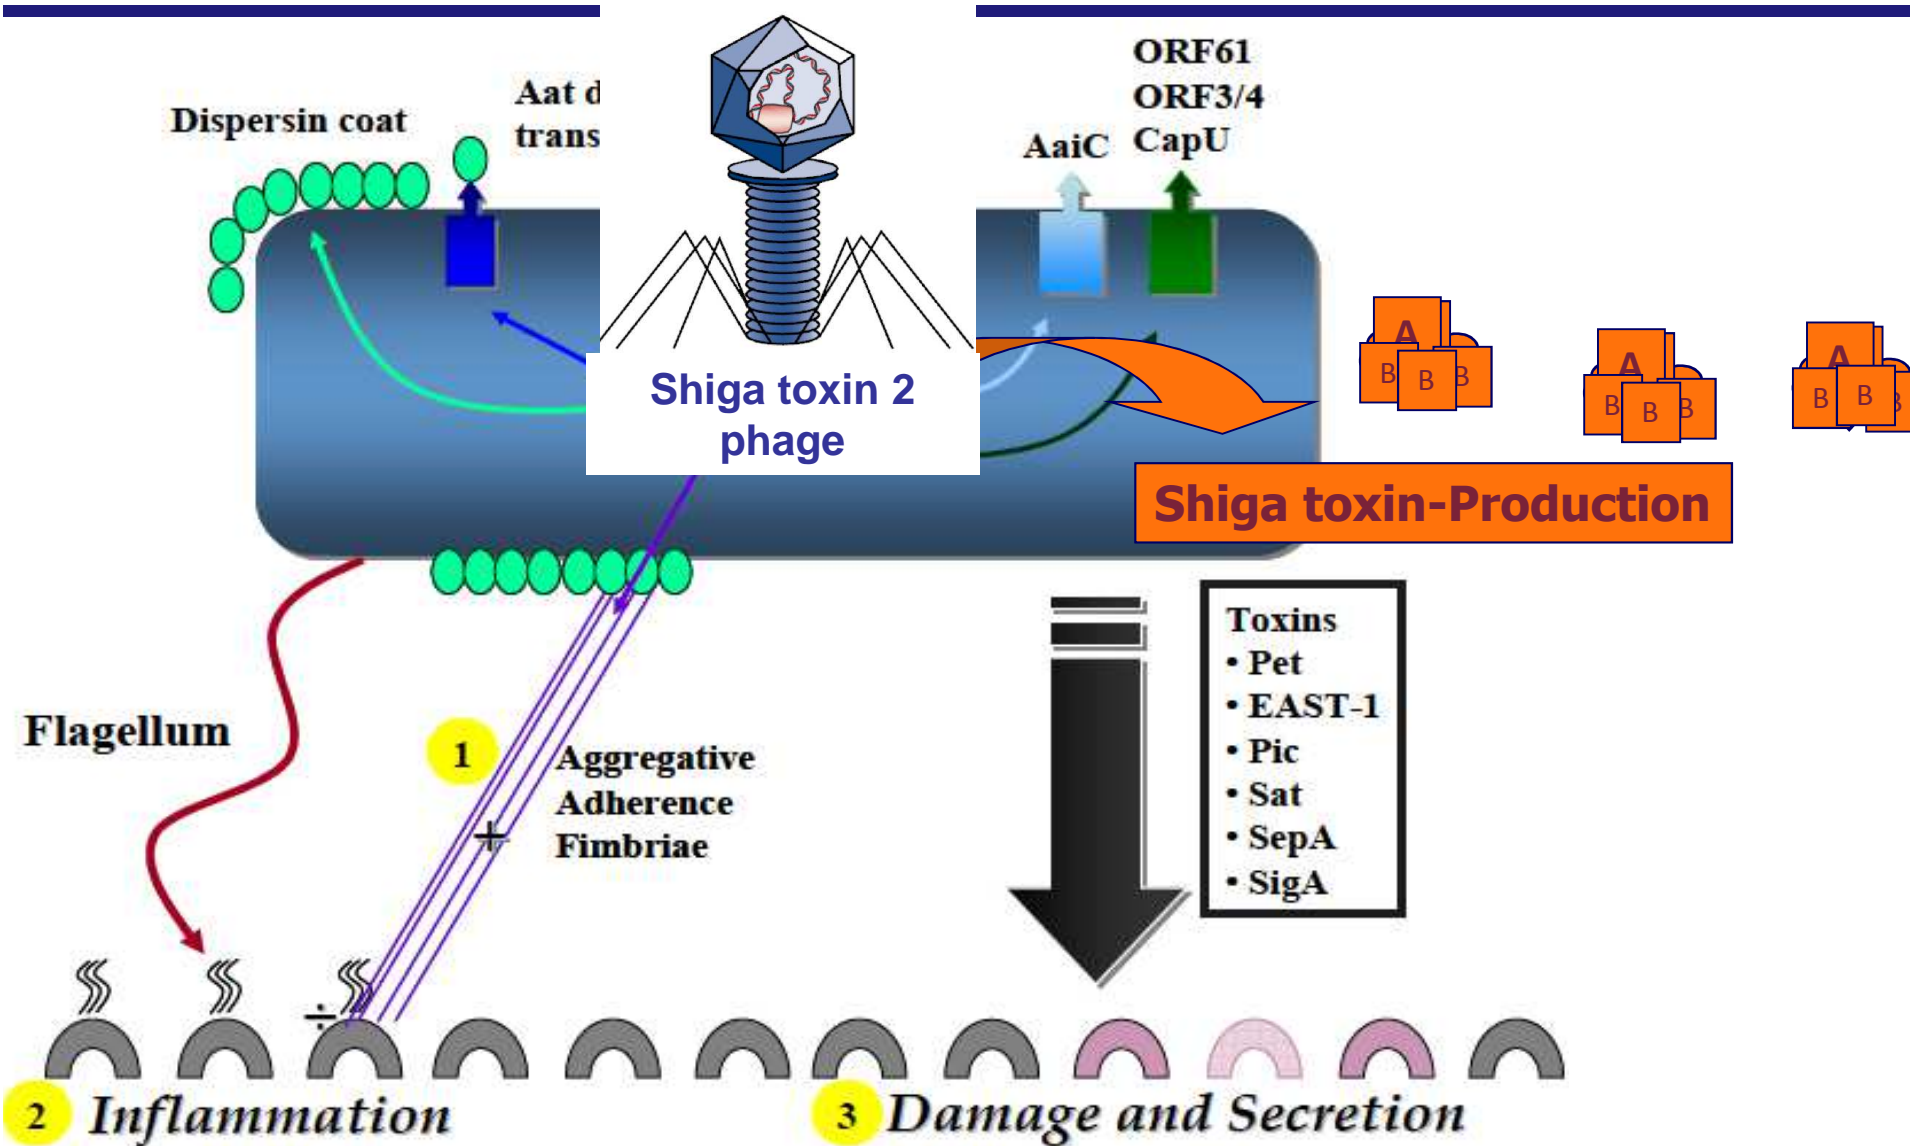 Dispersin coat
Aat d
trans
ORF61
ORF3/4
CapU
AaiC
Shiga toxin 2
phage
A
B
B
B
A
B
B
B
A
B
B
B
Shiga toxin-Production
Toxins
• Pet
• EAST-1
• Pic
• Sat
• SepA
• SigA
Flagellum
1
Aggregative
Adherence
Fimbriae
+
÷
2 Inflammation
3 Damage and Secretion